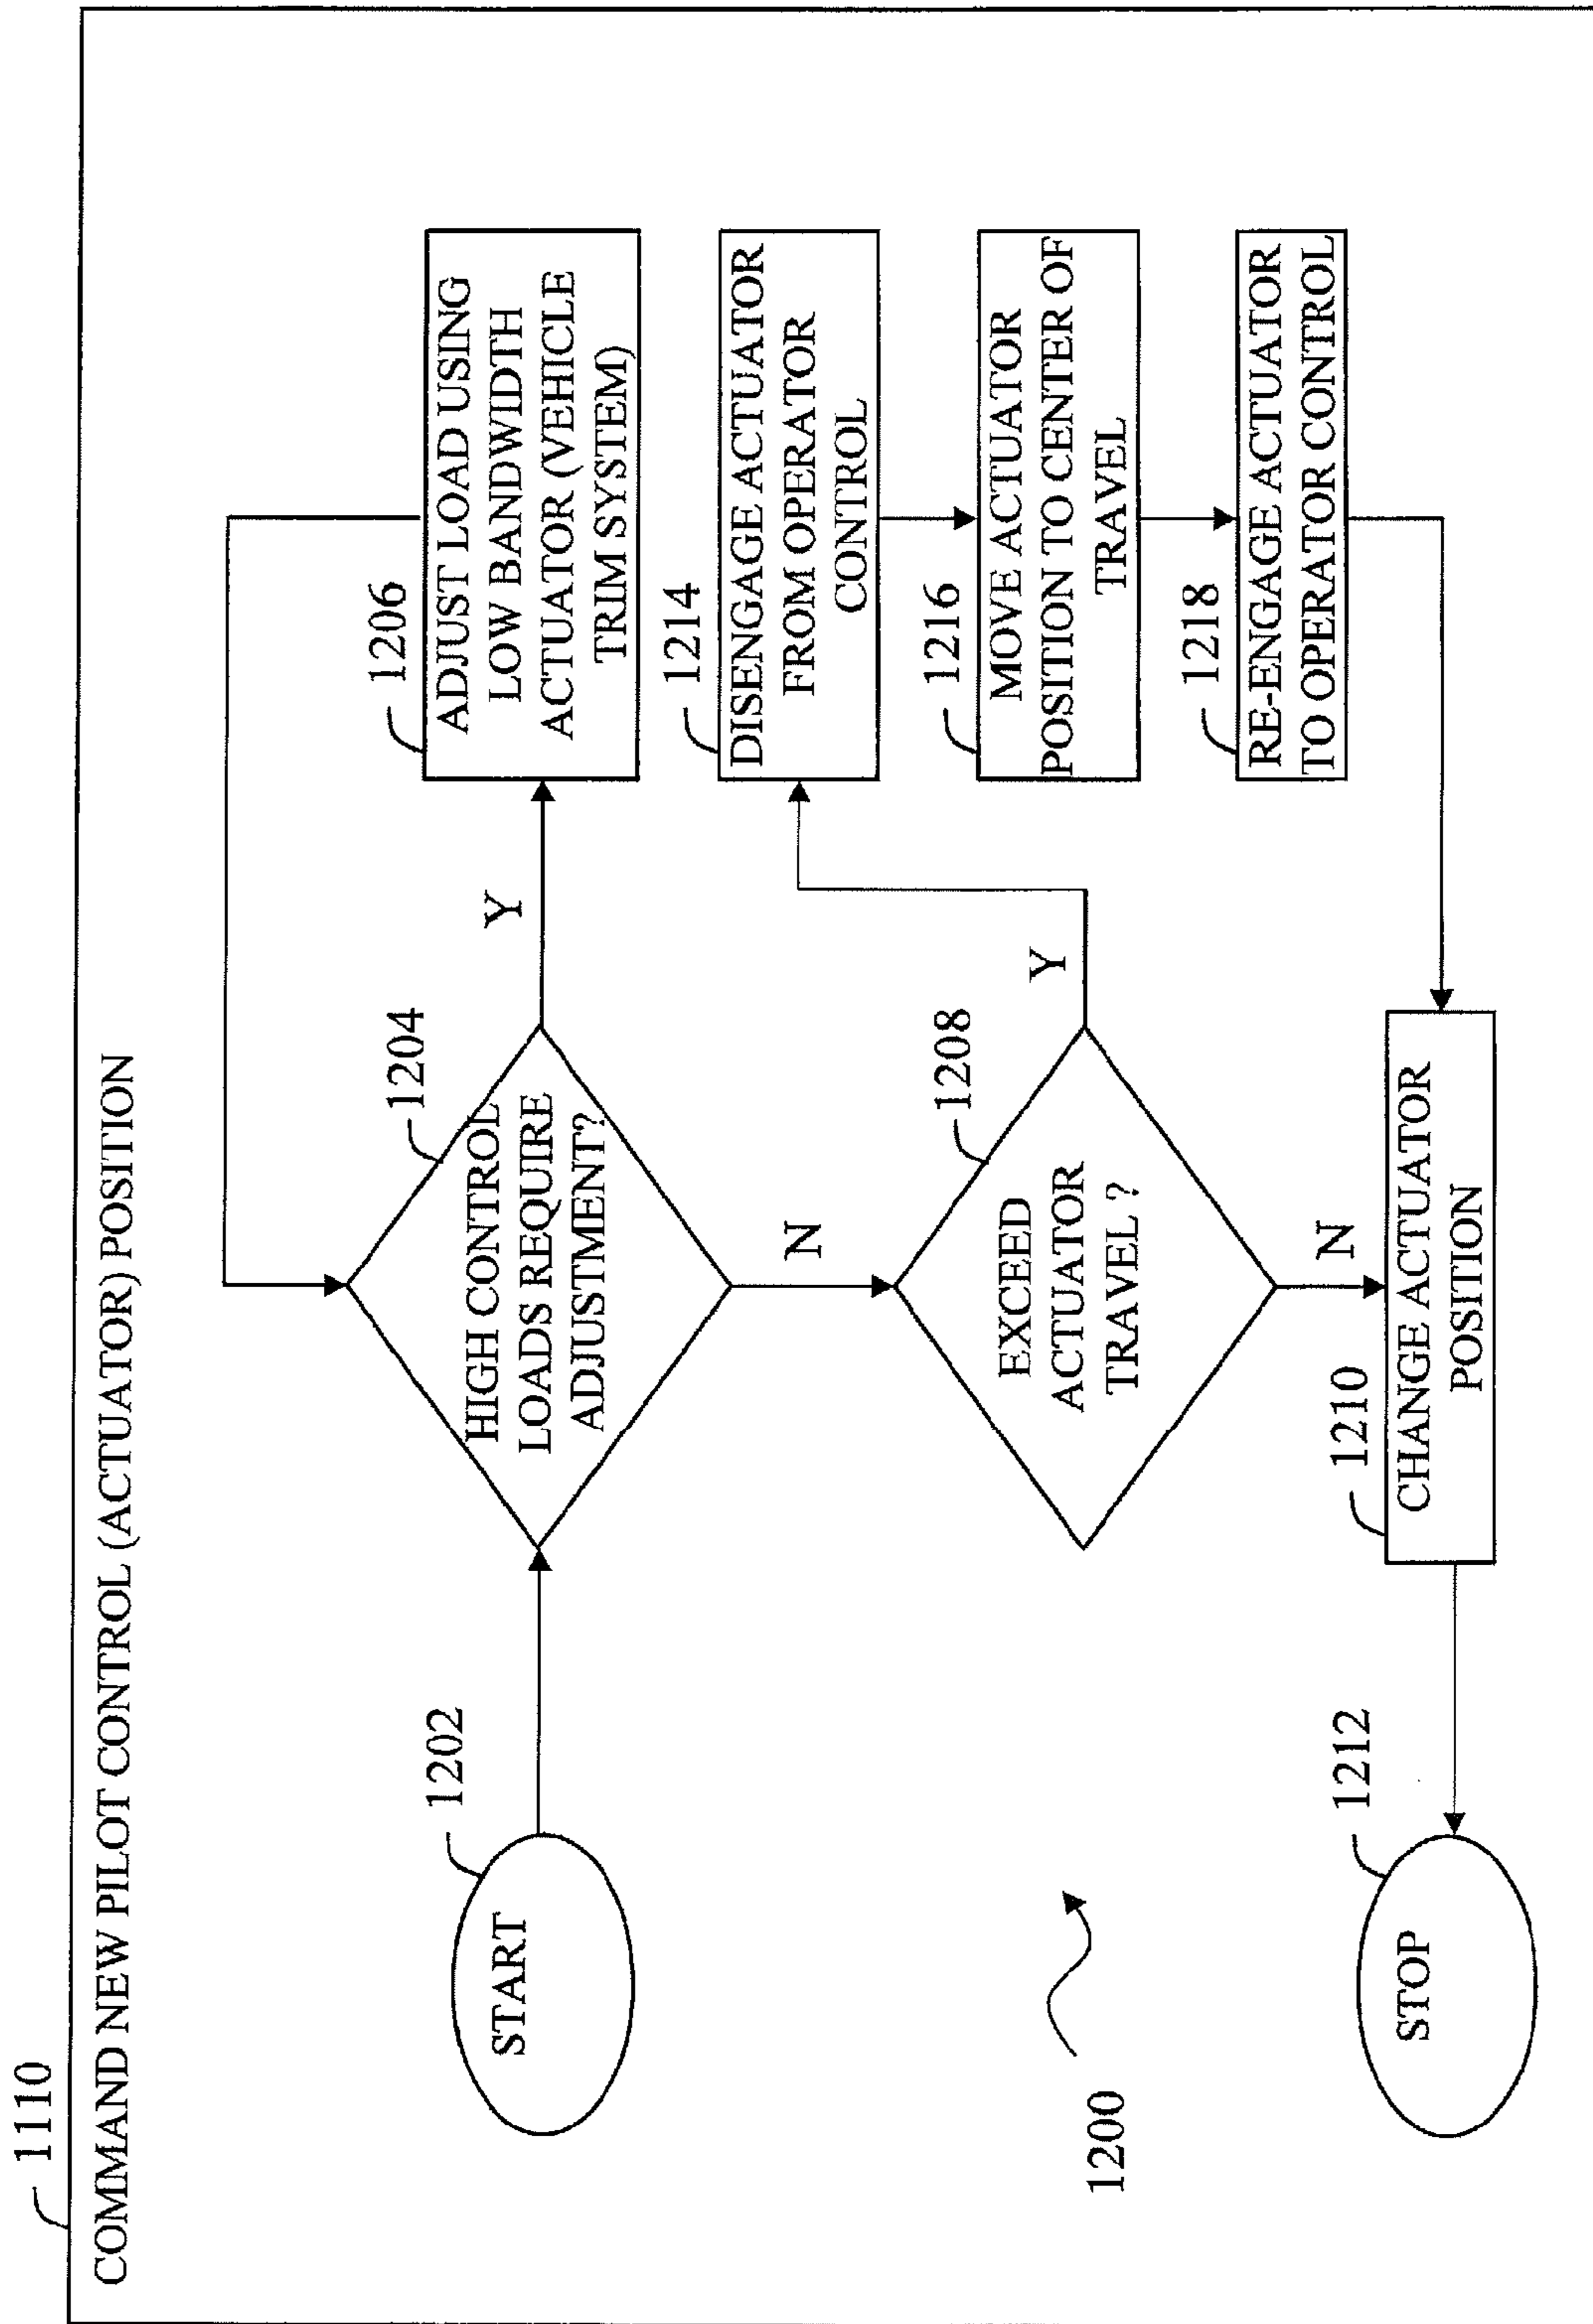 1110
COMMAND NEW PILOT CONTROL (ACTUATOR) POSITION
1202
START
1204
HIGH CONTROL
LOADS REQUIRE
ADJUSTMENT?
Y
1206
ADJUST LOAD USING
LOW BANDWIDTH
ACTUATOR (VEHICLE
TRIM SYSTEM)
N
1208
EXCEED
ACTUATOR
TRAVEL ?
Y
1214
DISENGAGE ACTUATOR
FROM OPERATOR
CONTROL
1216
MOVE ACTUATOR
POSITION TO CENTER OF
TRAVEL
1218
RE-ENGAGE ACTUATOR
TO OPERATOR CONTROL
N
1210
CHANGE ACTUATOR
POSITION
1212
STOP
1200